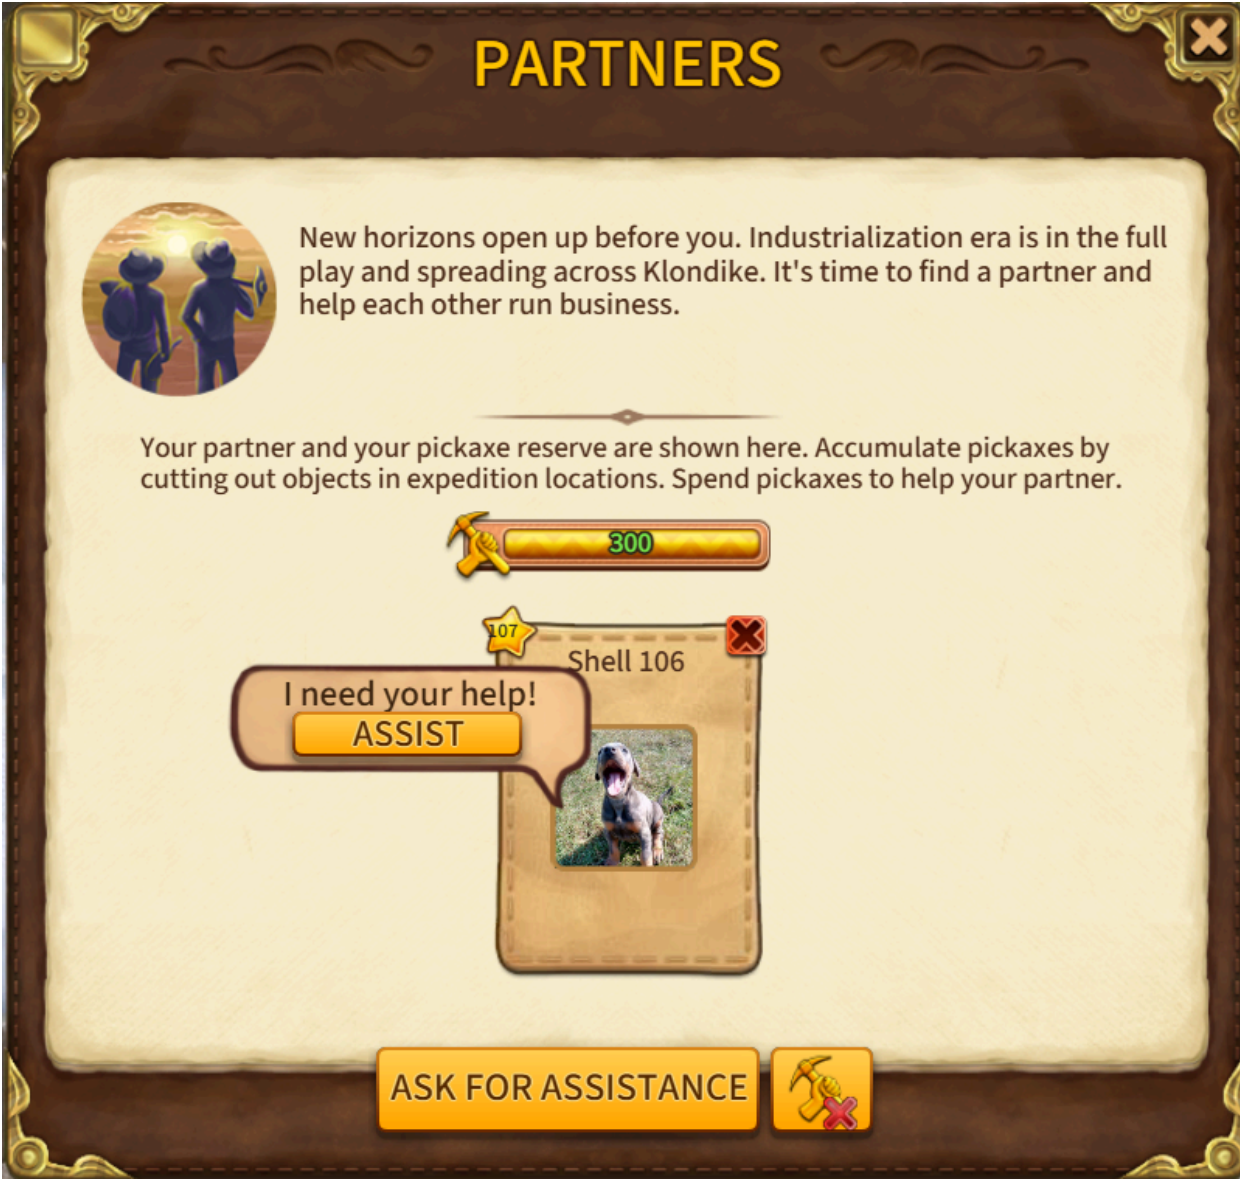 PARTNERS
New horizons open up before you. Industrialization era is in the full
play and spreading across Klondike. It's time to find a partner and
help each other run business.
Your partner and your pickaxe reserve are shown here. Accumulate pickaxes by
cutting out objects in expedition locations. Spend pickaxes to help your partner.
300
107
Shell 106
I need your help!
ASSIST
ASK FOR ASSISTANCE